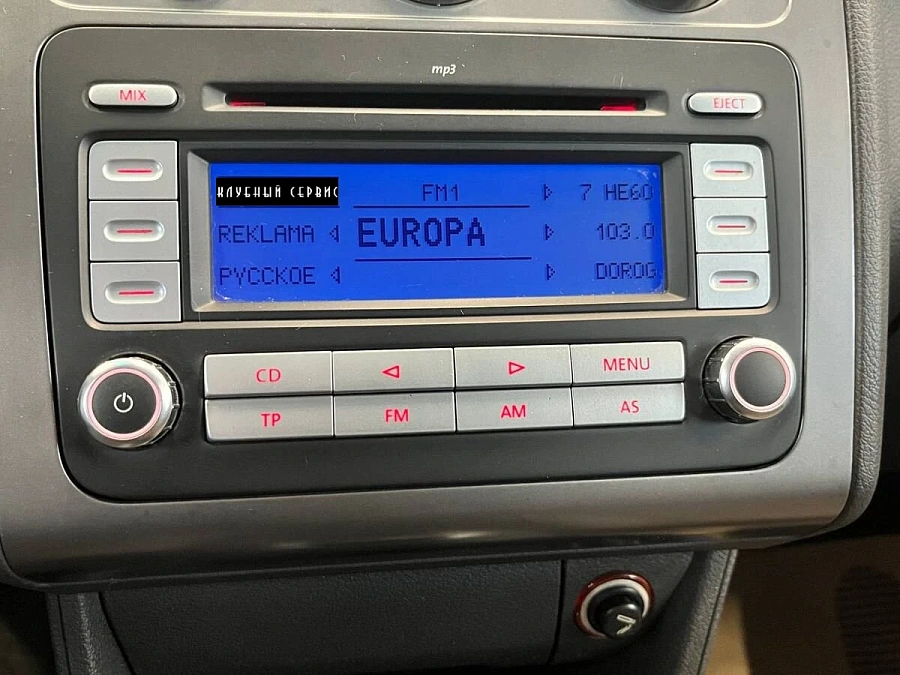 mp3
MIX
EJECT
КЛУБНЫЙ СЕРВИС
FM1
7 НЕ60
REKLAMA
EUROPA
103.0
РУССКОЕ
DOROG
CD
MENU
TP
FM
AM
AS